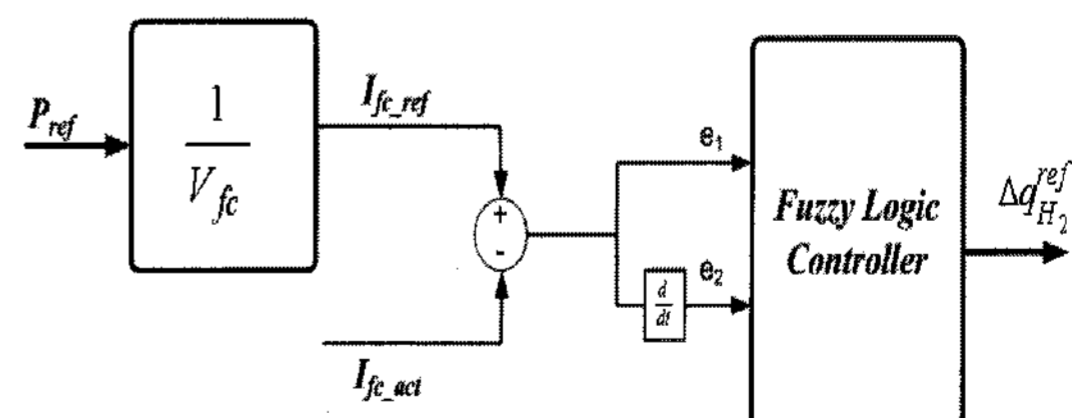 P_ref
1
V_fc
I_fc_ref
+
-
I_fc_act
e₁
e₂
d
dt
Fuzzy Logic
Controller
Δq_H₂^ref